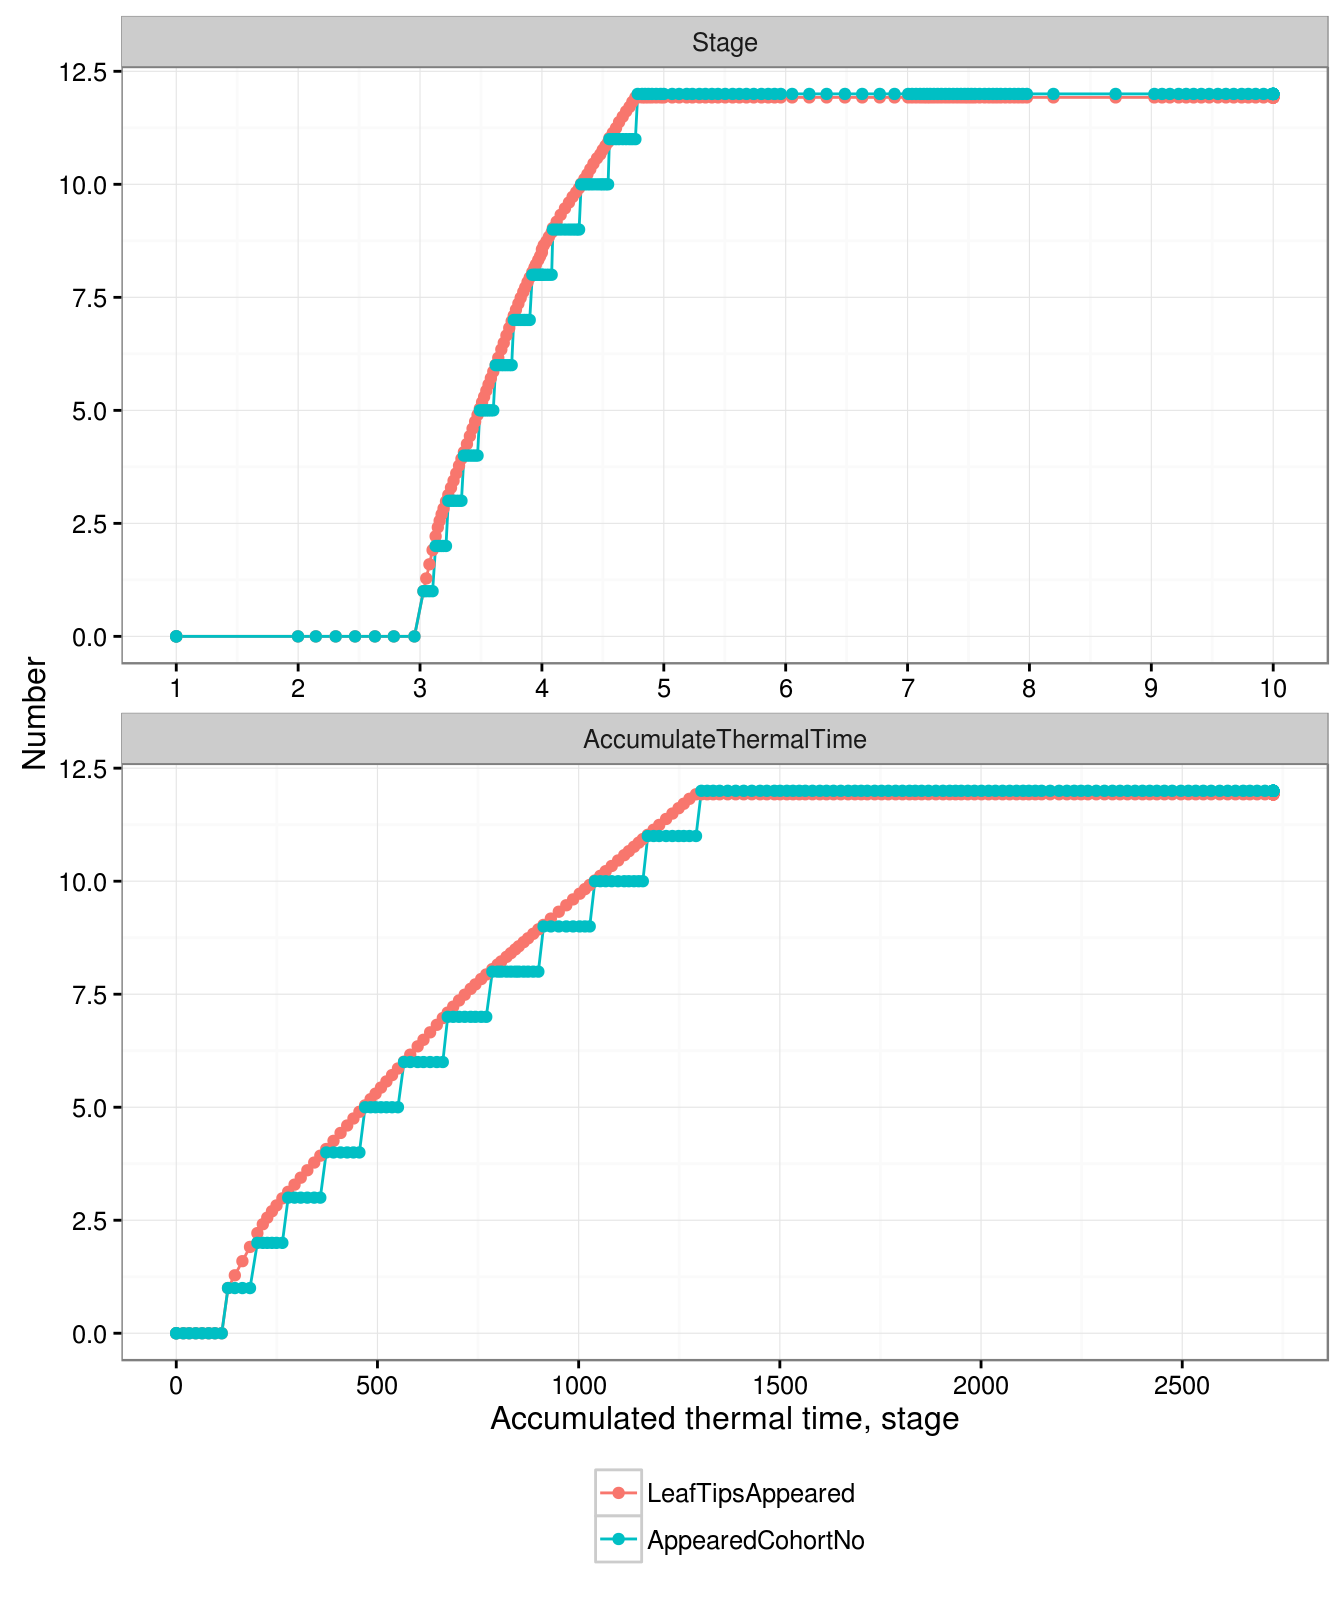 Stage
12.5
10.0
7.5
5.0
2.5
0.0
1 2 3 4 5 6 7 8 9 10
Number
AccumulateThermalTime
12.5
10.0
7.5
5.0
2.5
0.0
0 500 1000 1500 2000 2500
Accumulated thermal time, stage
LeafTipsAppeared
AppearedCohortNo